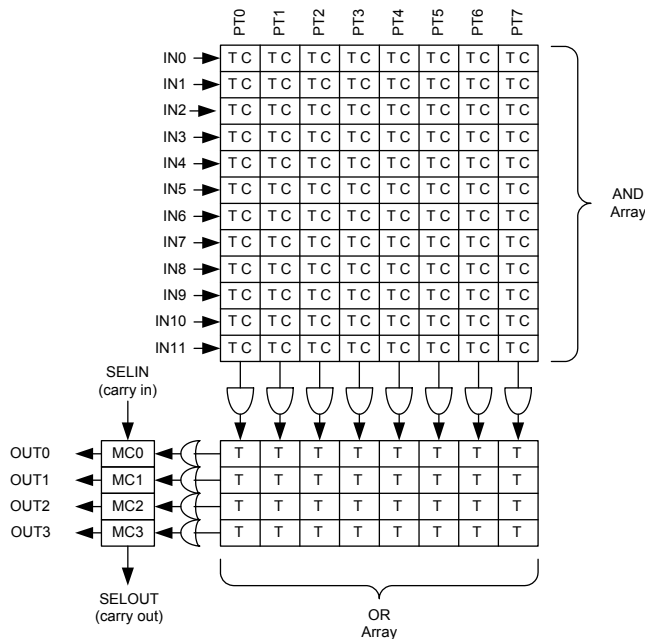 PT0 PT1 PT2 PT3 PT4 PT5 PT6 PT7
IN0 T C T C T C T C T C T C T C T C
IN1 T C T C T C T C T C T C T C T C
IN2 T C T C T C T C T C T C T C T C
IN3 T C T C T C T C T C T C T C T C
IN4 T C T C T C T C T C T C T C T C
IN5 T C T C T C T C T C T C T C T C
IN6 T C T C T C T C T C T C T C T C
IN7 T C T C T C T C T C T C T C T C
IN8 T C T C T C T C T C T C T C T C
IN9 T C T C T C T C T C T C T C T C
IN10 T C T C T C T C T C T C T C T C
IN11 T C T C T C T C T C T C T C T C
AND
Array
SELIN
(carry in)
OUT0 MC0 T T T T T T T T
OUT1 MC1 T T T T T T T T
OUT2 MC2 T T T T T T T T
OUT3 MC3 T T T T T T T T
SELOUT
(carry out)
OR
Array